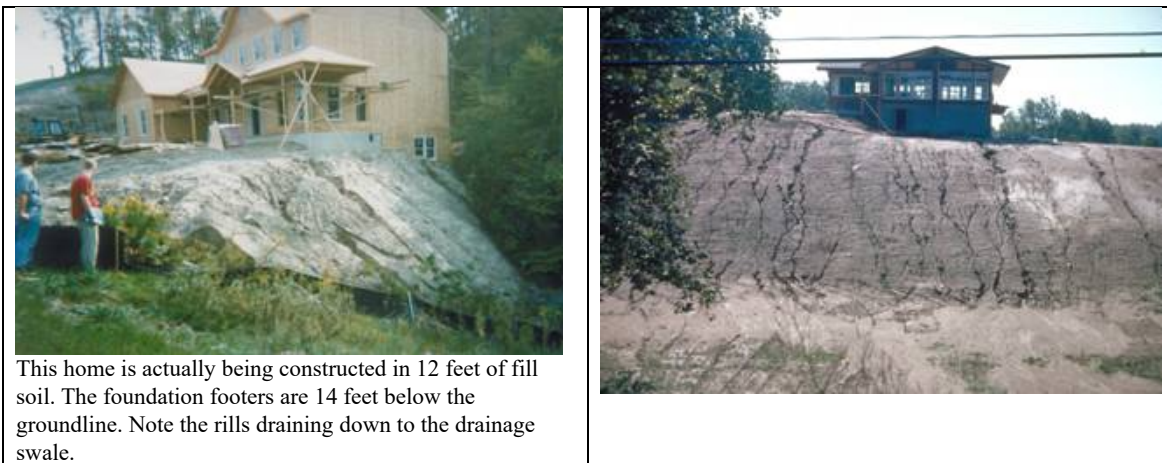 This home is actually being constructed in 12 feet of fill
soil. The foundation footers are 14 feet below the
groundline. Note the rills draining down to the drainage
swale.